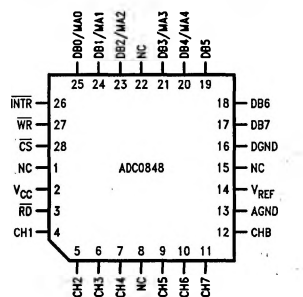 DB0/MA0 DB1/MA1 DB2/MA2 NC DB3/MA3 DB4/MA4 DB5
25 24 23 22 21 20 19
INTR 26 18 DB6
WR 27 17 DB7
CS 28 16 DGND
NC 1 ADC0848 15 NC
VCC 2 14 VREF
RD 3 13 AGND
CH1 4 12 CH8
5 6 7 8 9 10 11
CH2 CH3 CH4 NC CH5 CH6 CH7